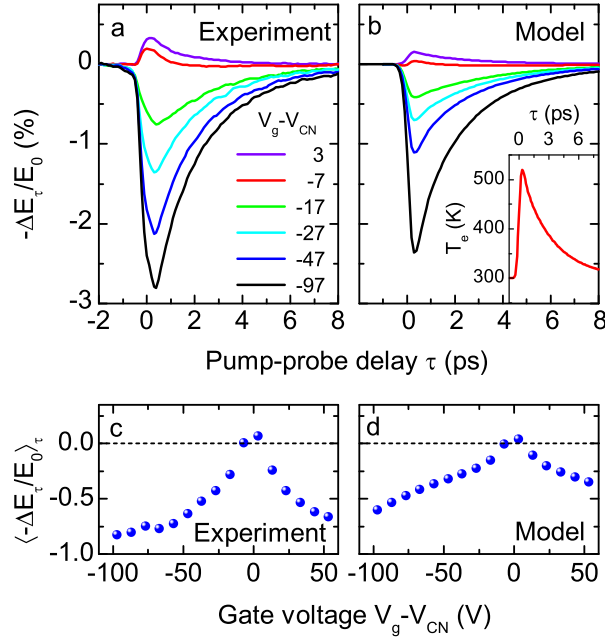 a Experiment
b Model
0
-1
-2
-3
-ΔE_τ/E_0 (%)
V_g-V_CN
3
-7
-17
-27
-47
-97
τ (ps)
0 3 6
500
400
300
T_e (K)
-2 0 2 4 6 8
0 2 4 6 8
Pump-probe delay τ (ps)
c
d
0.0
-0.5
-1.0
⟨-ΔE_τ/E_0⟩_τ
Experiment
Model
-100 -50 0 50
-100 -50 0 50
Gate voltage V_g-V_CN (V)